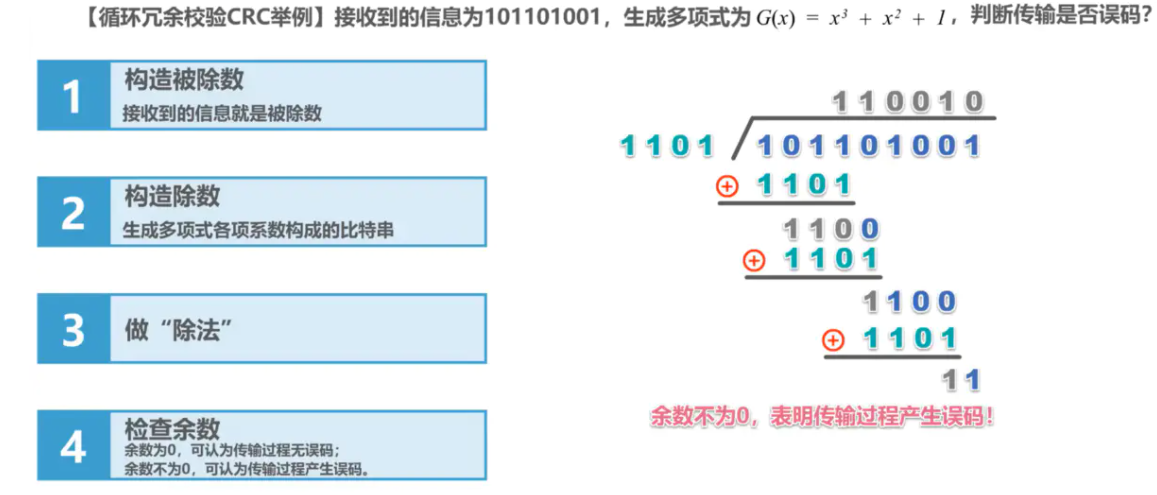 【循环冗余校验CRC举例】接收到的信息为101101001，生成多项式为 G(x) = x³ + x² + 1，判断传输是否误码？
1
构造被除数
接收到的信息就是被除数
2
构造除数
生成多项式各项系数构成的比特串
3
做“除法”
4
检查余数
余数为0，可认为传输过程无误码；
余数不为0，可认为传输过程产生误码。
110010
1101 101101001
⊕ 1101
1100
⊕ 1101
1100
⊕ 1101
11
余数不为0，表明传输过程产生误码！